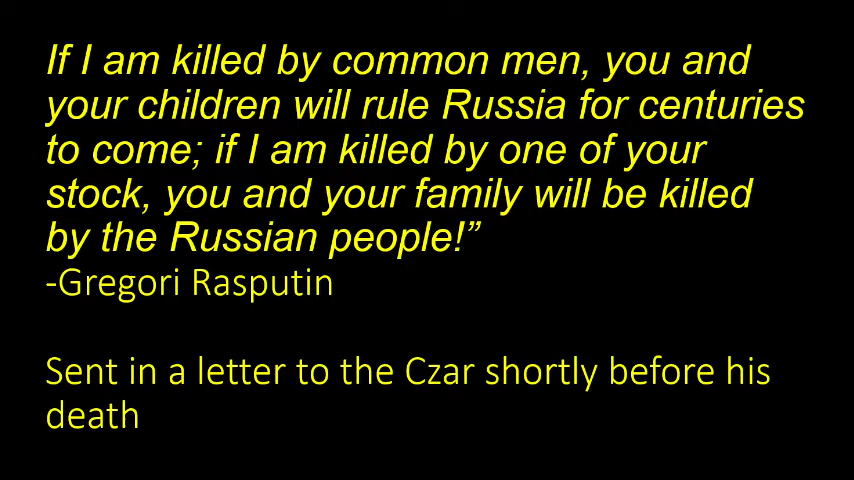 If I am killed by common men, you and
your children will rule Russia for centuries
to come; if I am killed by one of your
stock, you and your family will be killed
by the Russian people!”
-Gregori Rasputin
Sent in a letter to the Czar shortly before his
death